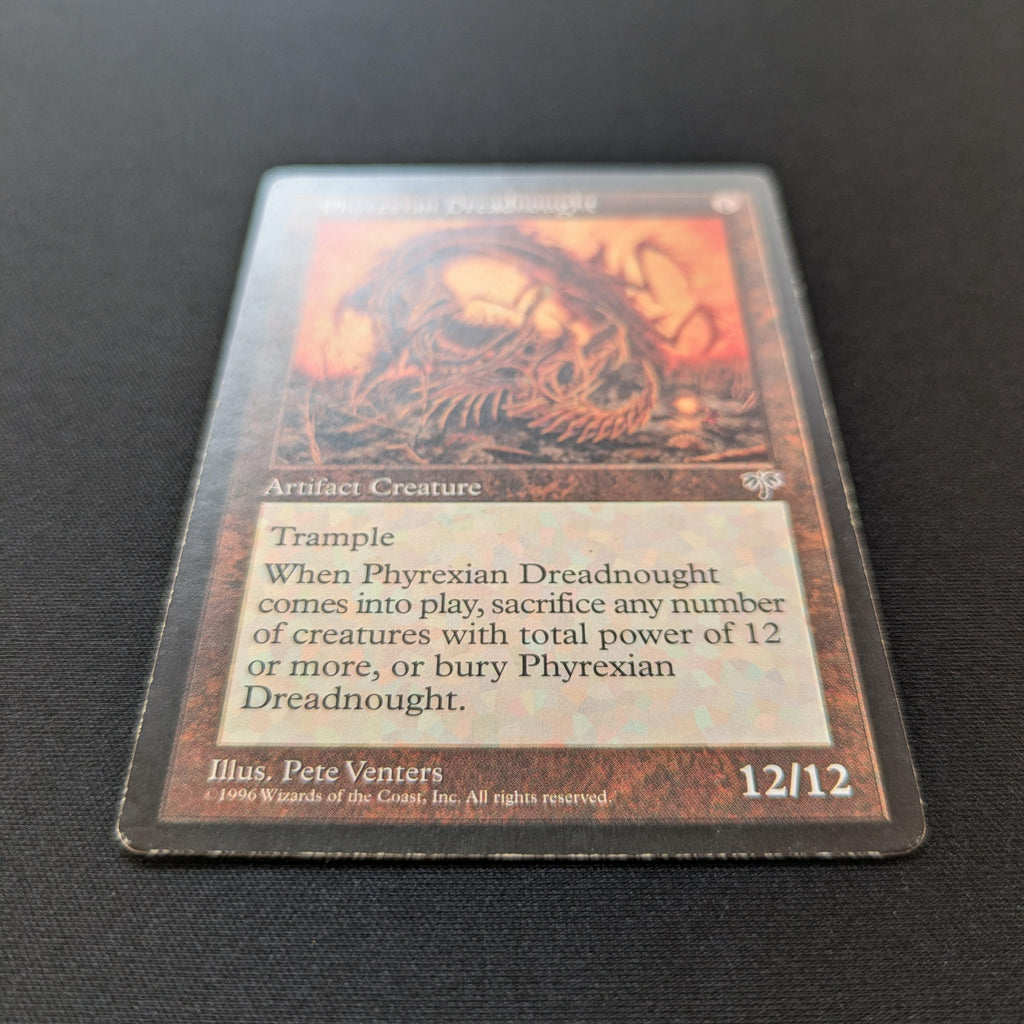 Phyrexian Dreadnought
Artifact Creature
Trample
When Phyrexian Dreadnought
comes into play, sacrifice any number
of creatures with total power of 12
or more, or bury Phyrexian
Dreadnought.
Illus. Pete Venters
© 1996 Wizards of the Coast, Inc. All rights reserved.
12/12